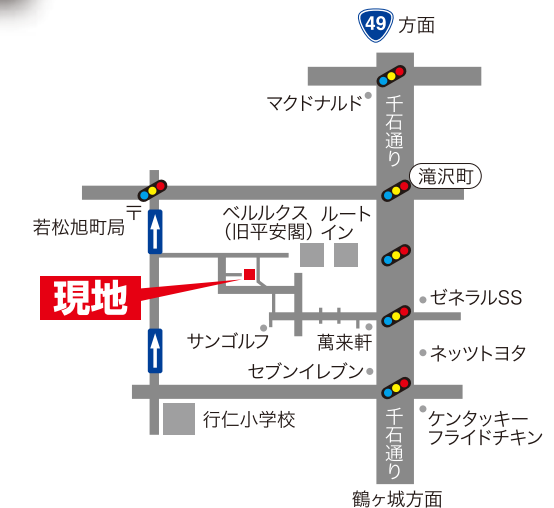 49 方面
マクドナルド
千石通り
滝沢町
〒
若松旭町局
ベルルクス
(旧平安閣)
ルート
イン
現地
ゼネラルSS
サンゴルフ
萬来軒
ネッツトヨタ
セブンイレブン
行仁小学校
千石通り
ケンタッキー
フライドチキン
鶴ヶ城方面